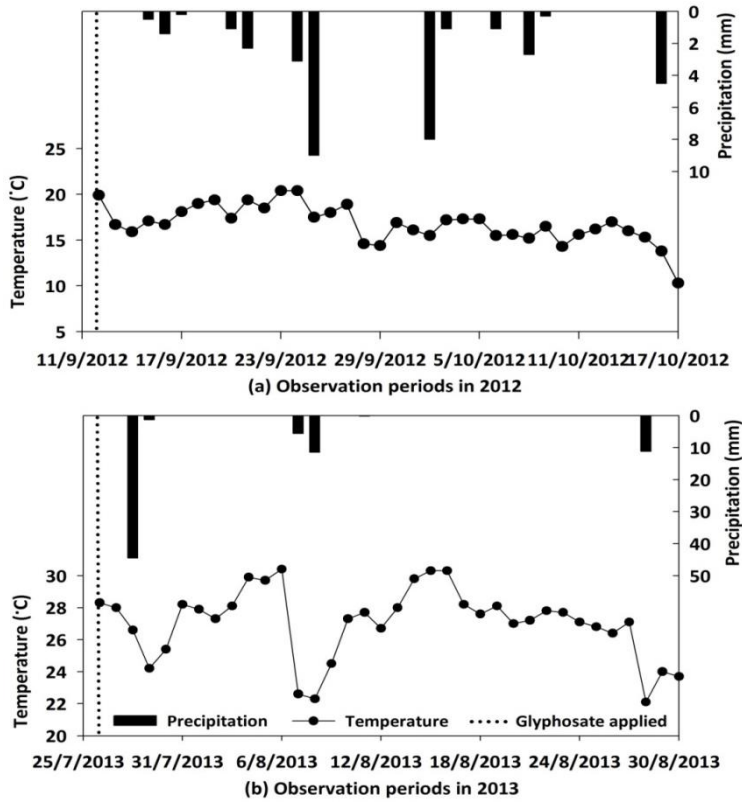 0
2
4
6
8
10
Precipitation (mm)
25
20
15
10
5
Temperature (˚C)
11/9/2012 17/9/2012 23/9/2012 29/9/2012 5/10/2012 11/10/2012 17/10/2012
(a) Observation periods in 2012
0
10
20
30
40
50
Precipitation (mm)
30
28
26
24
22
20
Temperature (˚C)
Precipitation Temperature Glyphosate applied
25/7/2013 31/7/2013 6/8/2013 12/8/2013 18/8/2013 24/8/2013 30/8/2013
(b) Observation periods in 2013